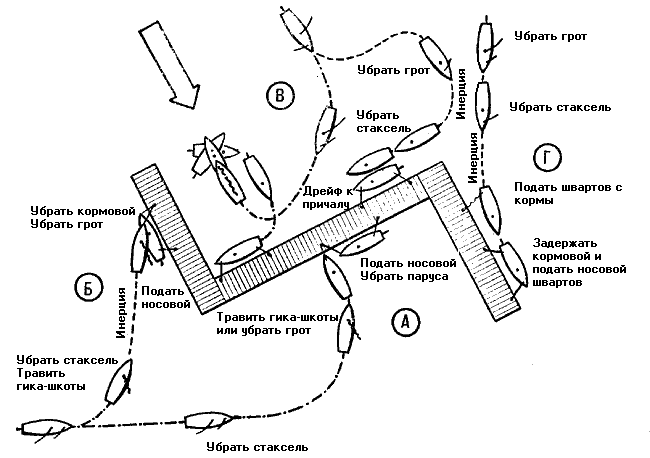 Убрать грот
Убрать грот
В
Инерция
Убрать
стаксель
Убрать стаксель
Г
Инерция
Дрейф к
причалу
Подать швартов с
кормы
Убрать кормовой
Убрать грот
Задержать
кормовой и
подать носовой
швартов
Подать носовой
Убрать паруса
Б
Подать
носовой
Травить гика-шкоты
или убрать грот
А
Инерция
Убрать стаксель
Травить
гика-шкоты
Убрать стаксель